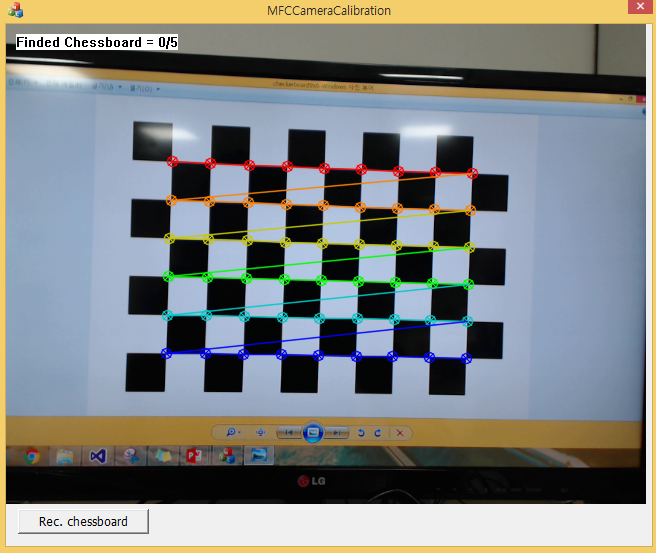 MFCCameraCalibration
Finded Chessboard = 0/5
LG
Rec. chessboard